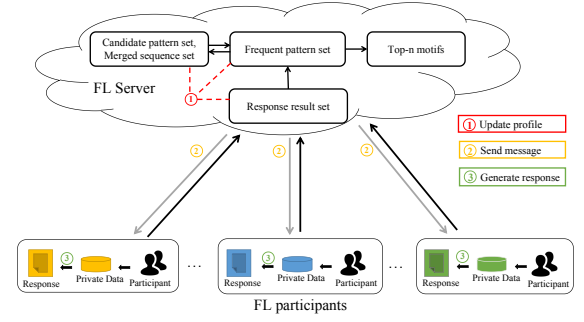 Candidate pattern set,
Merged sequence set
Frequent pattern set
Top-n motifs
FL Server
1
Response result set
1 Update profile
2 Send message
3 Generate response
2
2
2
3
Response
Private Data
Participant
...
3
Response
Private Data
Participant
...
3
Response
Private Data
Participant
FL participants